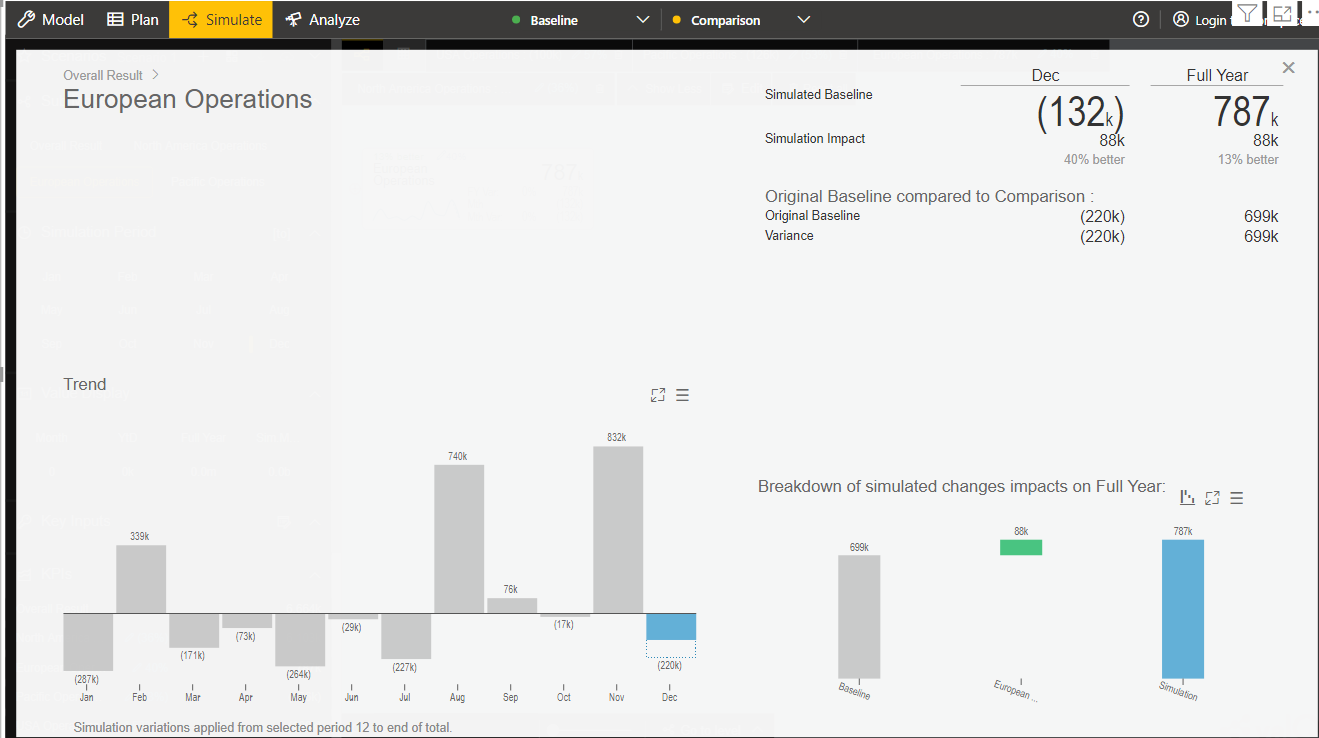 Model Plan Simulate Analyze Baseline Comparison Login
Overall Result
European Operations
Dec Full Year
Simulated Baseline (132k) 787k
Simulation Impact 88k 88k
40% better 13% better
Original Baseline compared to Comparison :
Original Baseline (220k) 699k
Variance (220k) 699k
Trend
832k
740k
339k
76k
(17k)
(29k)
(73k)
(171k)
(227k)
(220k)
(264k)
(287k)
Jan Feb Mar Apr May Jun Jul Aug Sep Oct Nov Dec
Simulation variations applied from selected period 12 to end of total.
Breakdown of simulated changes impacts on Full Year:
699k 88k 787k
Baseline European ... Simulation